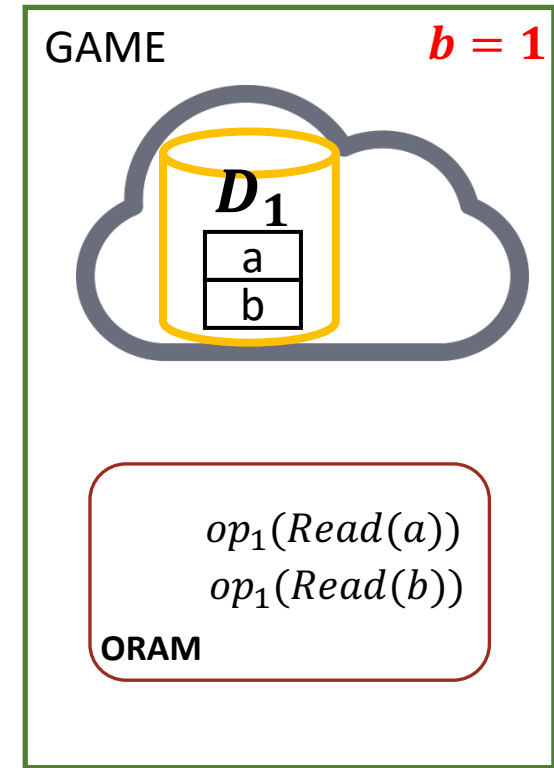 GAME
b = 1
D₁
a
b
op₁(Read(a))
op₁(Read(b))
ORAM